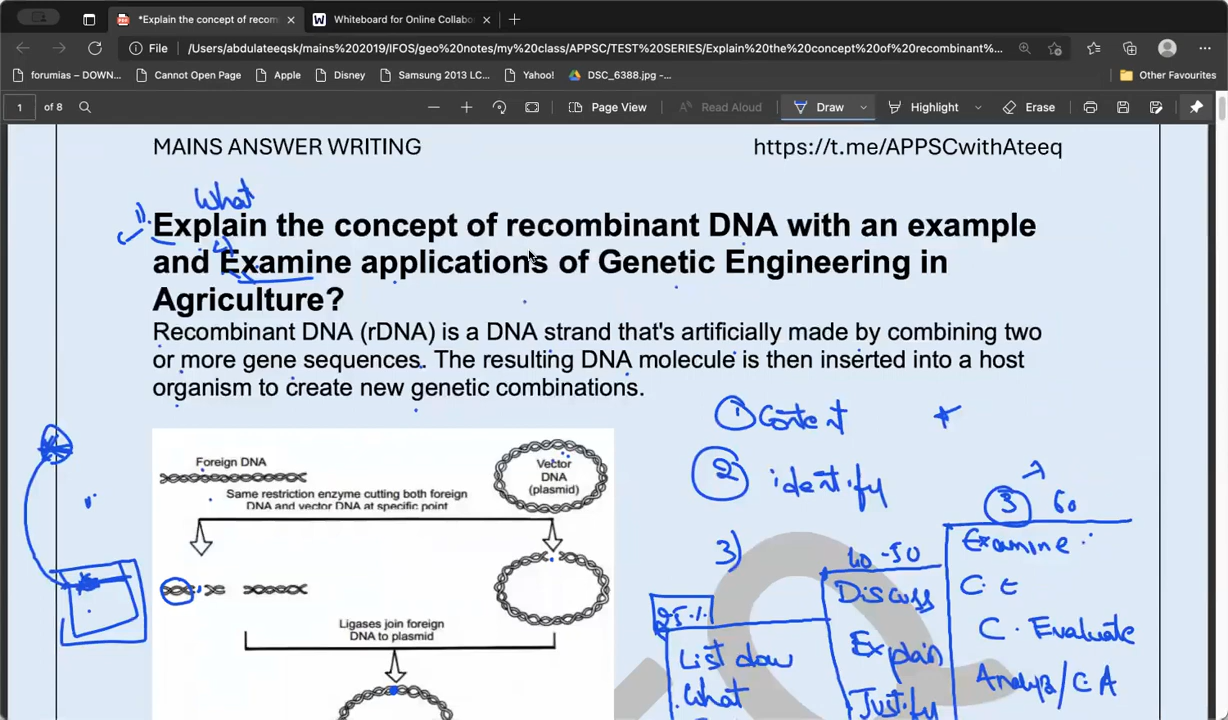 *Explain the concept of recom
Whiteboard for Online Collabo
File
/Users/abdulateeqsk/mains%202019/IFOS/geo%20notes/my%20class/APPSC/TEST%20SERIES/Explain%20the%20concept%20of%20recombinant%...
forumias – DOWN...
Cannot Open Page
Apple
Disney
Samsung 2013 LC...
Yahoo!
DSC_6388.jpg -...
Other Favourites
1 of 8
Page View
Read Aloud
Draw
Highlight
Erase
MAINS ANSWER WRITING
https://t.me/APPSCwithAteeq
What
1)
Explain the concept of recombinant DNA with an example
and Examine applications of Genetic Engineering in
Agriculture?
Recombinant DNA (rDNA) is a DNA strand that's artificially made by combining two
or more gene sequences. The resulting DNA molecule is then inserted into a host
organism to create new genetic combinations.
1 Content
2 identify
3)
Foreign DNA
Vector
DNA
(plasmid)
Same restriction enzyme cutting both foreign
DNA and vector DNA at specific point
Ligases join foreign
DNA to plasmid
25%
List dow
What
40-50
Discuss
Explain
Justify
3 60
Examine
C E
C. Evaluate
Analyze/CA